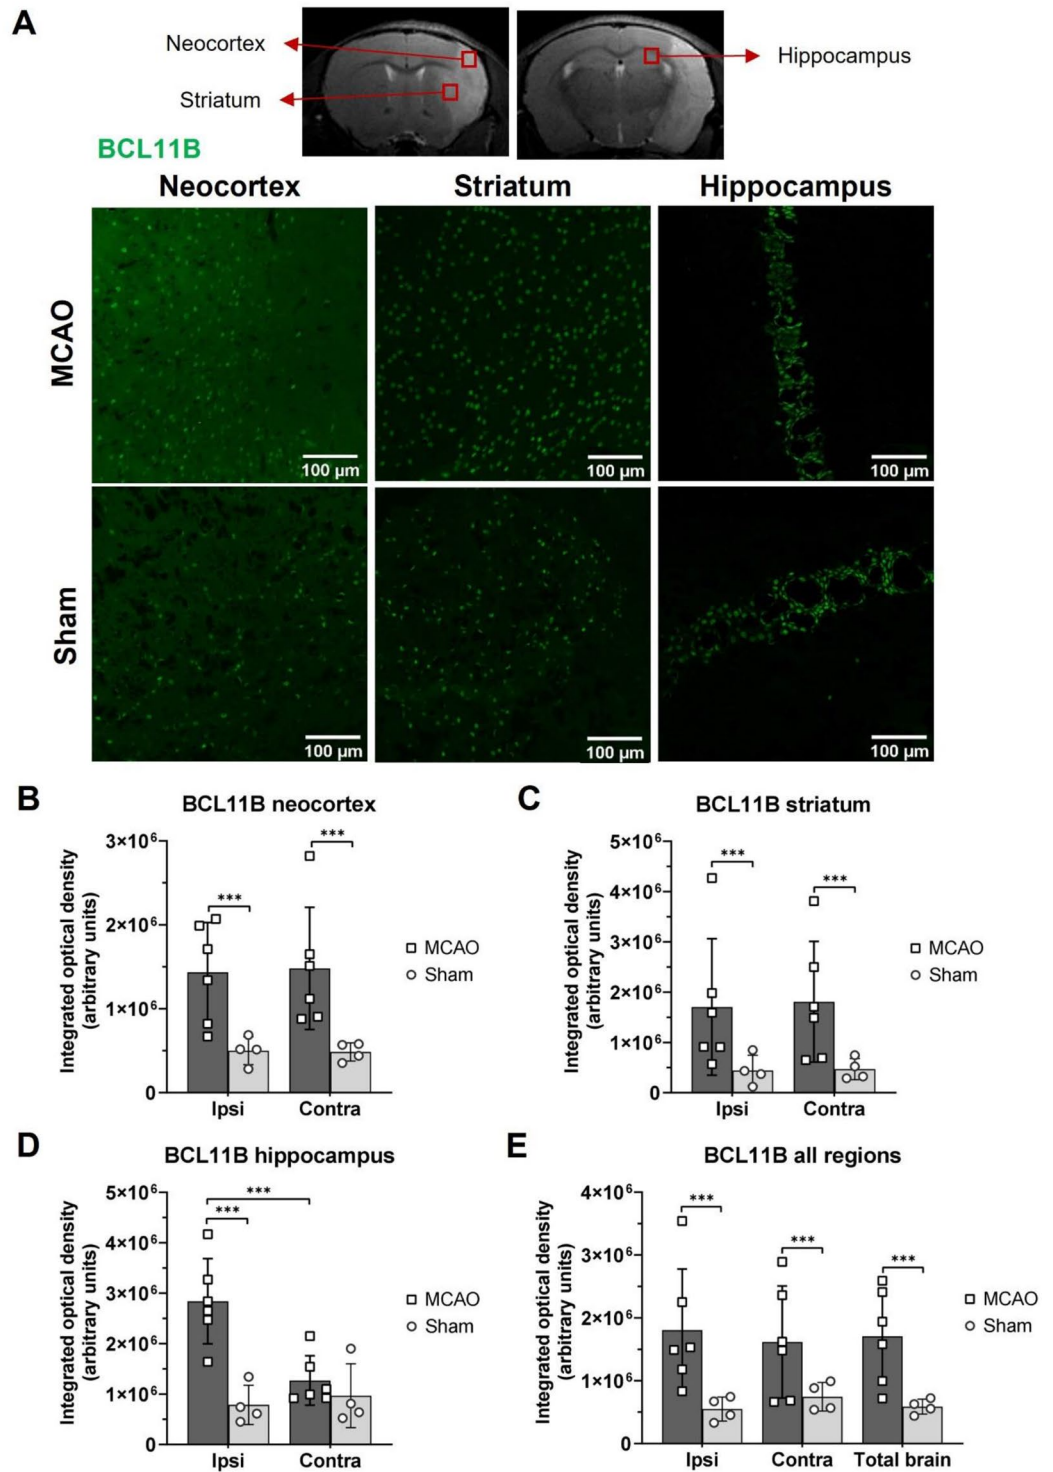 A
Neocortex
Striatum
Hippocampus
BCL11B
Neocortex
Striatum
Hippocampus
MCAO
100 µm
100 µm
100 µm
Sham
100 µm
100 µm
100 µm
B
BCL11B neocortex
Integrated optical density
(arbitrary units)
3×10⁶
2×10⁶
1×10⁶
0
***
***
Ipsi
Contra
MCAO
Sham
C
BCL11B striatum
Integrated optical density
(arbitrary units)
5×10⁶
4×10⁶
3×10⁶
2×10⁶
1×10⁶
0
***
***
Ipsi
Contra
MCAO
Sham
D
BCL11B hippocampus
Integrated optical density
(arbitrary units)
5×10⁶
4×10⁶
3×10⁶
2×10⁶
1×10⁶
0
***
***
Ipsi
Contra
MCAO
Sham
E
BCL11B all regions
Integrated optical density
(arbitrary units)
4×10⁶
3×10⁶
2×10⁶
1×10⁶
0
***
***
***
Ipsi
Contra
Total brain
MCAO
Sham